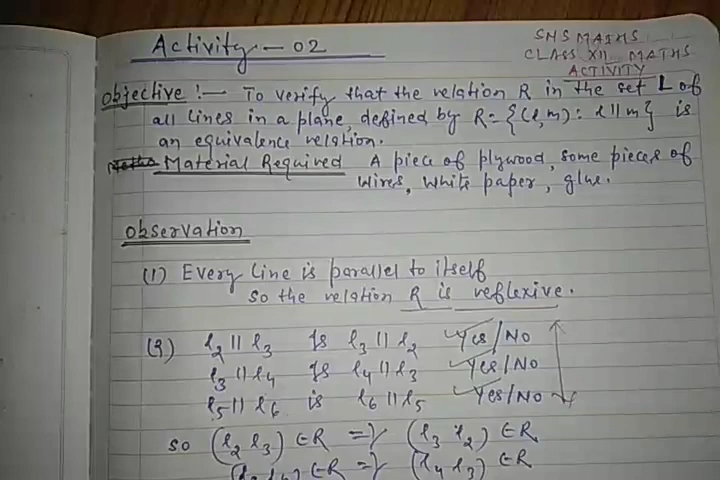 Activity - 02
SNS MATHS
CLASS XII MATHS
ACTIVITY
Objective :- To verify that the relation R in the set L of
all lines in a plane, defined by R = {(l, m) : l || m} is
an equivalence relation.
Material Required A piece of plywood, some pieces of
wires, white paper, glue.
Observation
(1) Every line is parallel to itself
so the relation R is reflexive.
(2) l2 || l3 Is l3 || l2 Yes/No
l3 || l4 Is l4 || l3 Yes/No
l5 || l6 is l6 || l5 Yes/No
so (l2 l3) ∈ R => (l3 l2) ∈ R
∈ R => (l4 l3) ∈ R